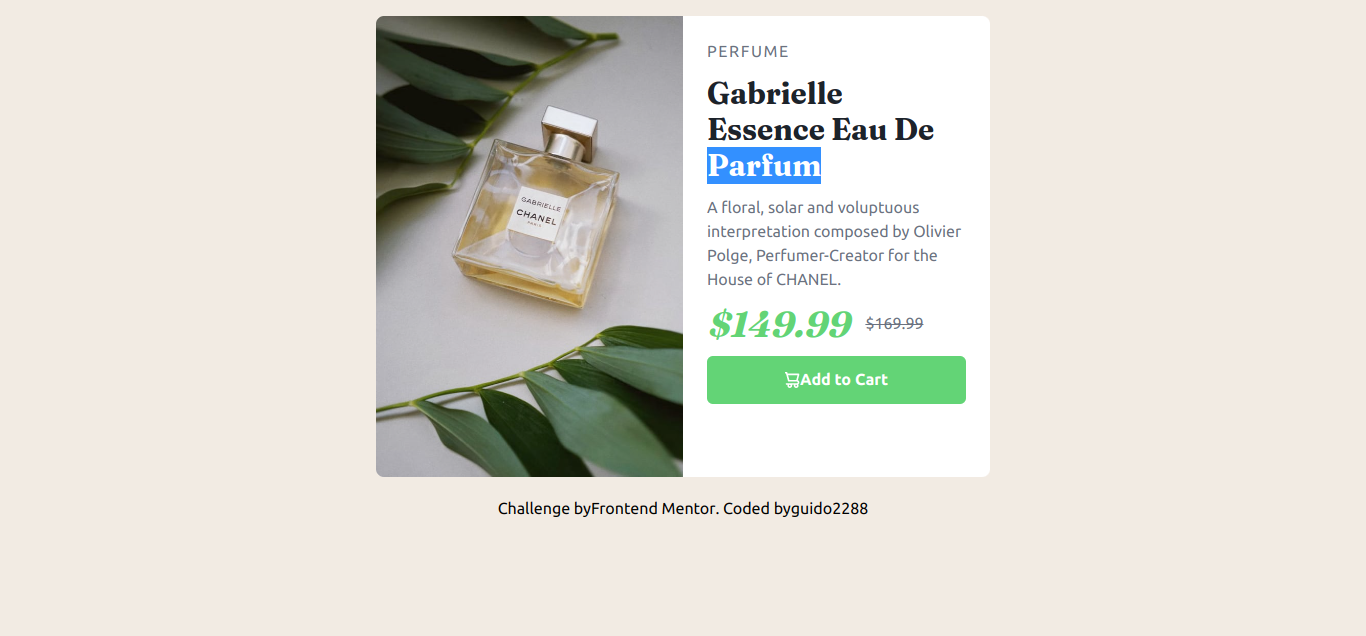 GABRIELLE
CHANEL
PARIS
PERFUME
Gabrielle
Essence Eau De
Parfum
A floral, solar and voluptuous
interpretation composed by Olivier
Polge, Perfumer-Creator for the
House of CHANEL.
$149.99 $169.99
Add to Cart
Challenge byFrontend Mentor. Coded byguido2288